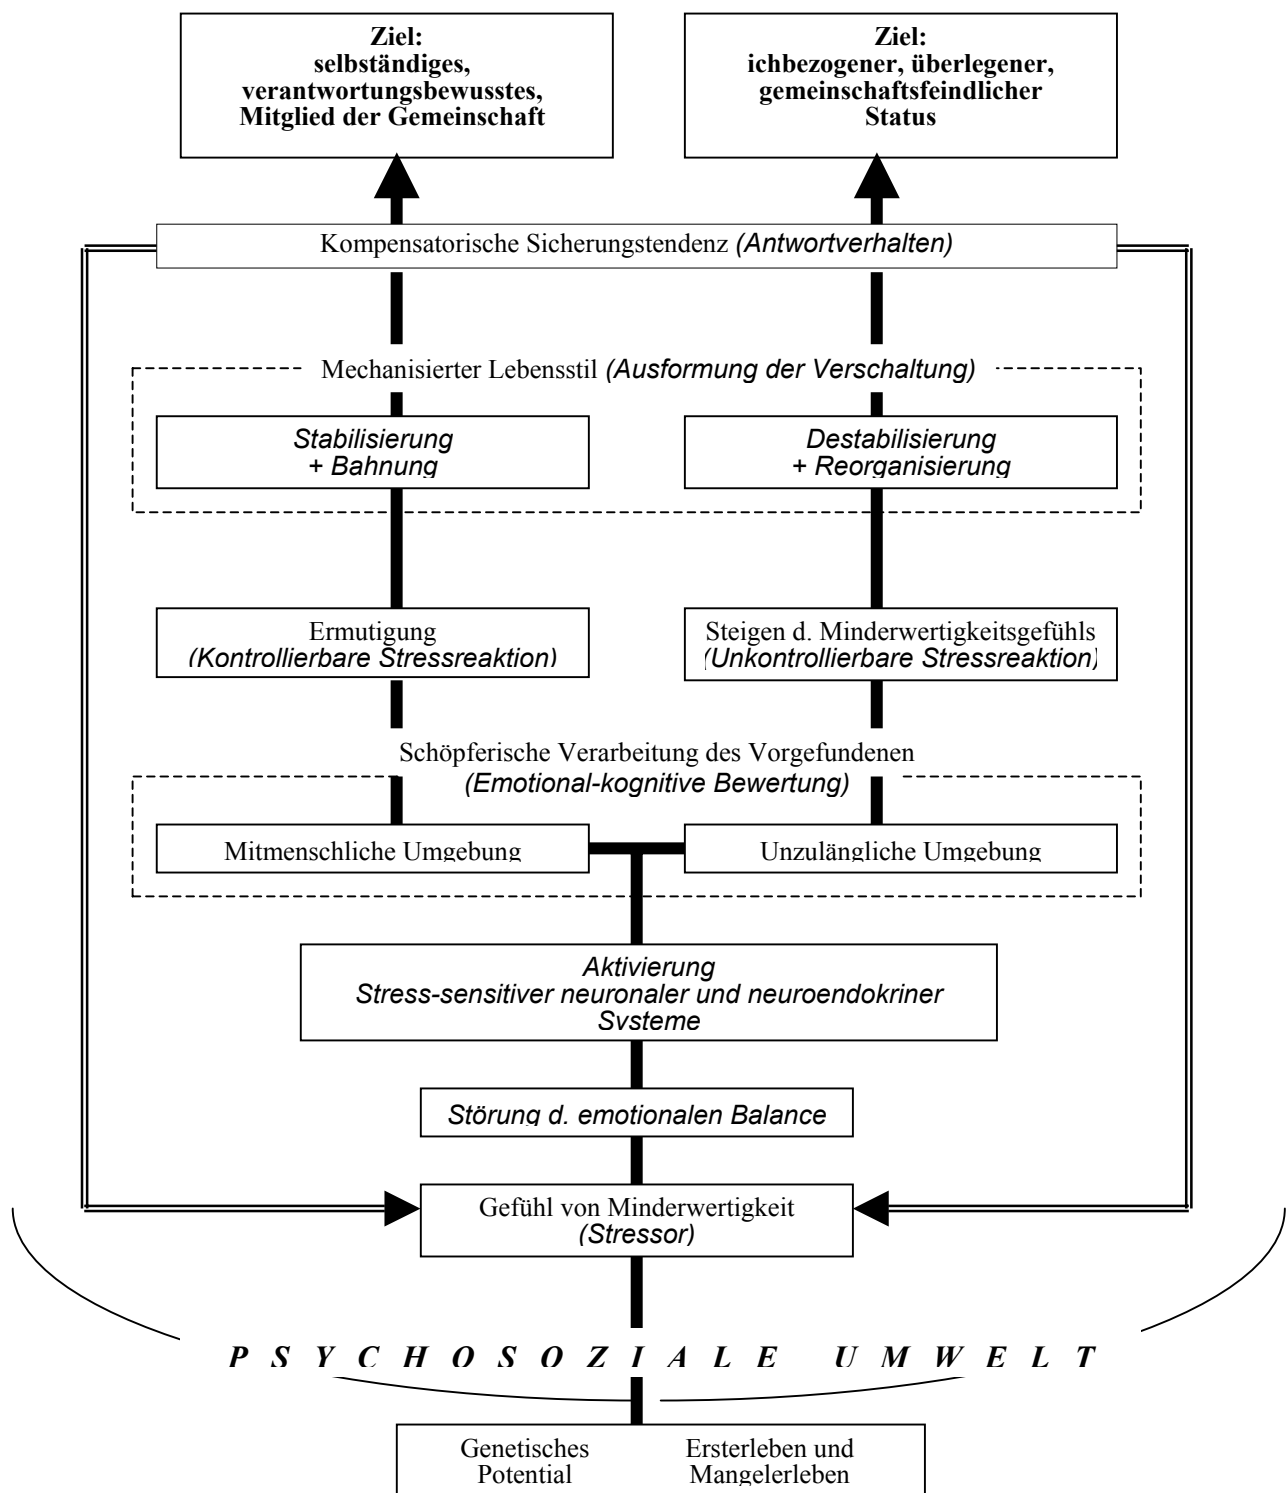 Ziel:
selbständiges,
verantwortungsbewusstes,
Mitglied der Gemeinschaft
Ziel:
ichbezogener, überlegener,
gemeinschaftsfeindlicher
Status
Kompensatorische Sicherungstendenz (Antwortverhalten)
Mechanisierter Lebensstil (Ausformung der Verschaltung)
Stabilisierung
+ Bahnung
Destabilisierung
+ Reorganisierung
Ermutigung
(Kontrollierbare Stressreaktion)
Steigen d. Minderwertigkeitsgefühls
(Unkontrollierbare Stressreaktion)
Schöpferische Verarbeitung des Vorgefundenen
(Emotional-kognitive Bewertung)
Mitmenschliche Umgebung
Unzulängliche Umgebung
Aktivierung
Stress-sensitiver neuronaler und neuroendokriner
Systeme
Störung d. emotionalen Balance
Gefühl von Minderwertigkeit
(Stressor)
P S Y C H O S O Z I A L E U M W E L T
Genetisches
Potential
Ersterleben und
Mangelerleben